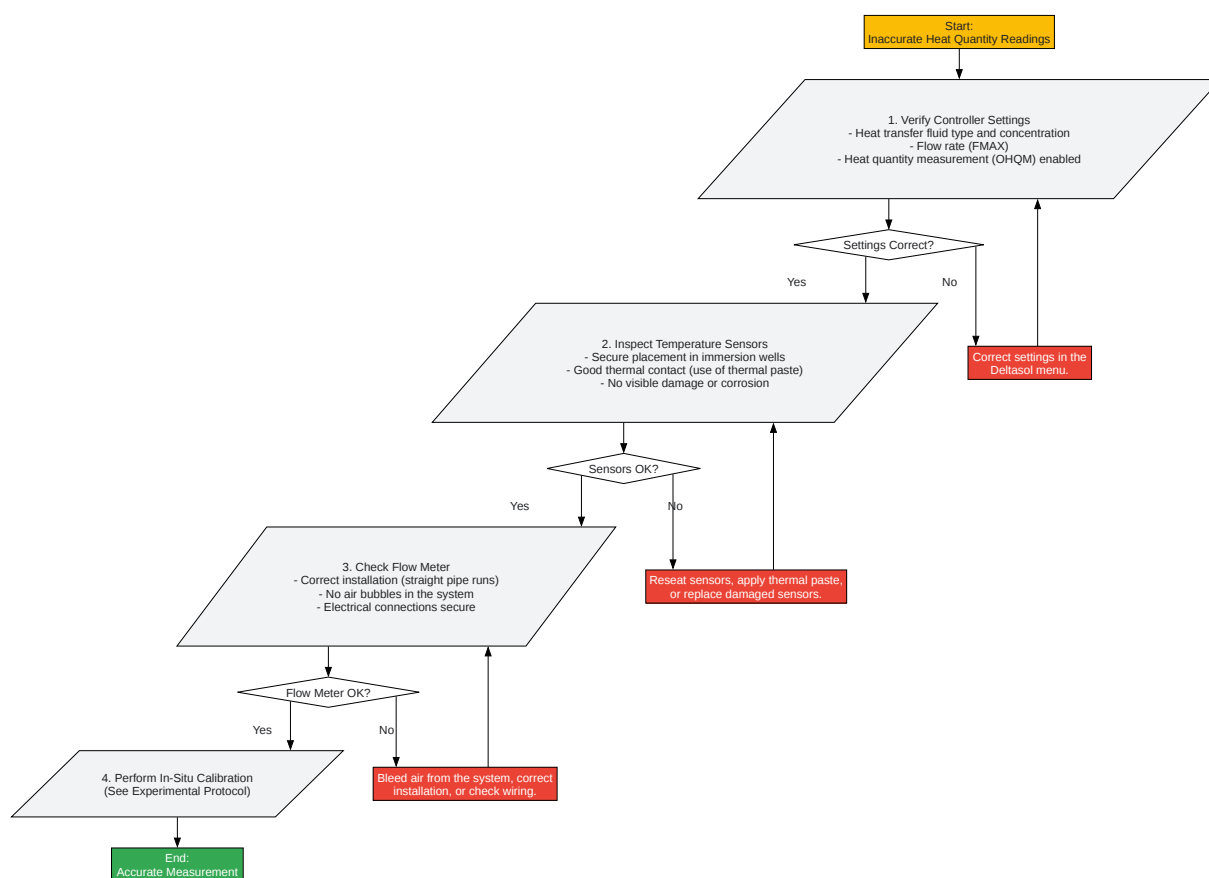 Start:
Inaccurate Heat Quantity Readings
1. Verify Controller Settings
- Heat transfer fluid type and concentration
- Flow rate (FMAX)
- Heat quantity measurement (OHQM) enabled
Settings Correct?
Yes
No
2. Inspect Temperature Sensors
- Secure placement in immersion wells
- Good thermal contact (use of thermal paste)
- No visible damage or corrosion
Correct settings in the
Deltasol menu.
Sensors OK?
Yes
No
3. Check Flow Meter
- Correct installation (straight pipe runs)
- No air bubbles in the system
- Electrical connections secure
Reseat sensors, apply thermal paste,
or replace damaged sensors.
Flow Meter OK?
Yes
No
4. Perform In-Situ Calibration
(See Experimental Protocol)
Bleed air from the system, correct
installation, or check wiring.
End:
Accurate Measurement